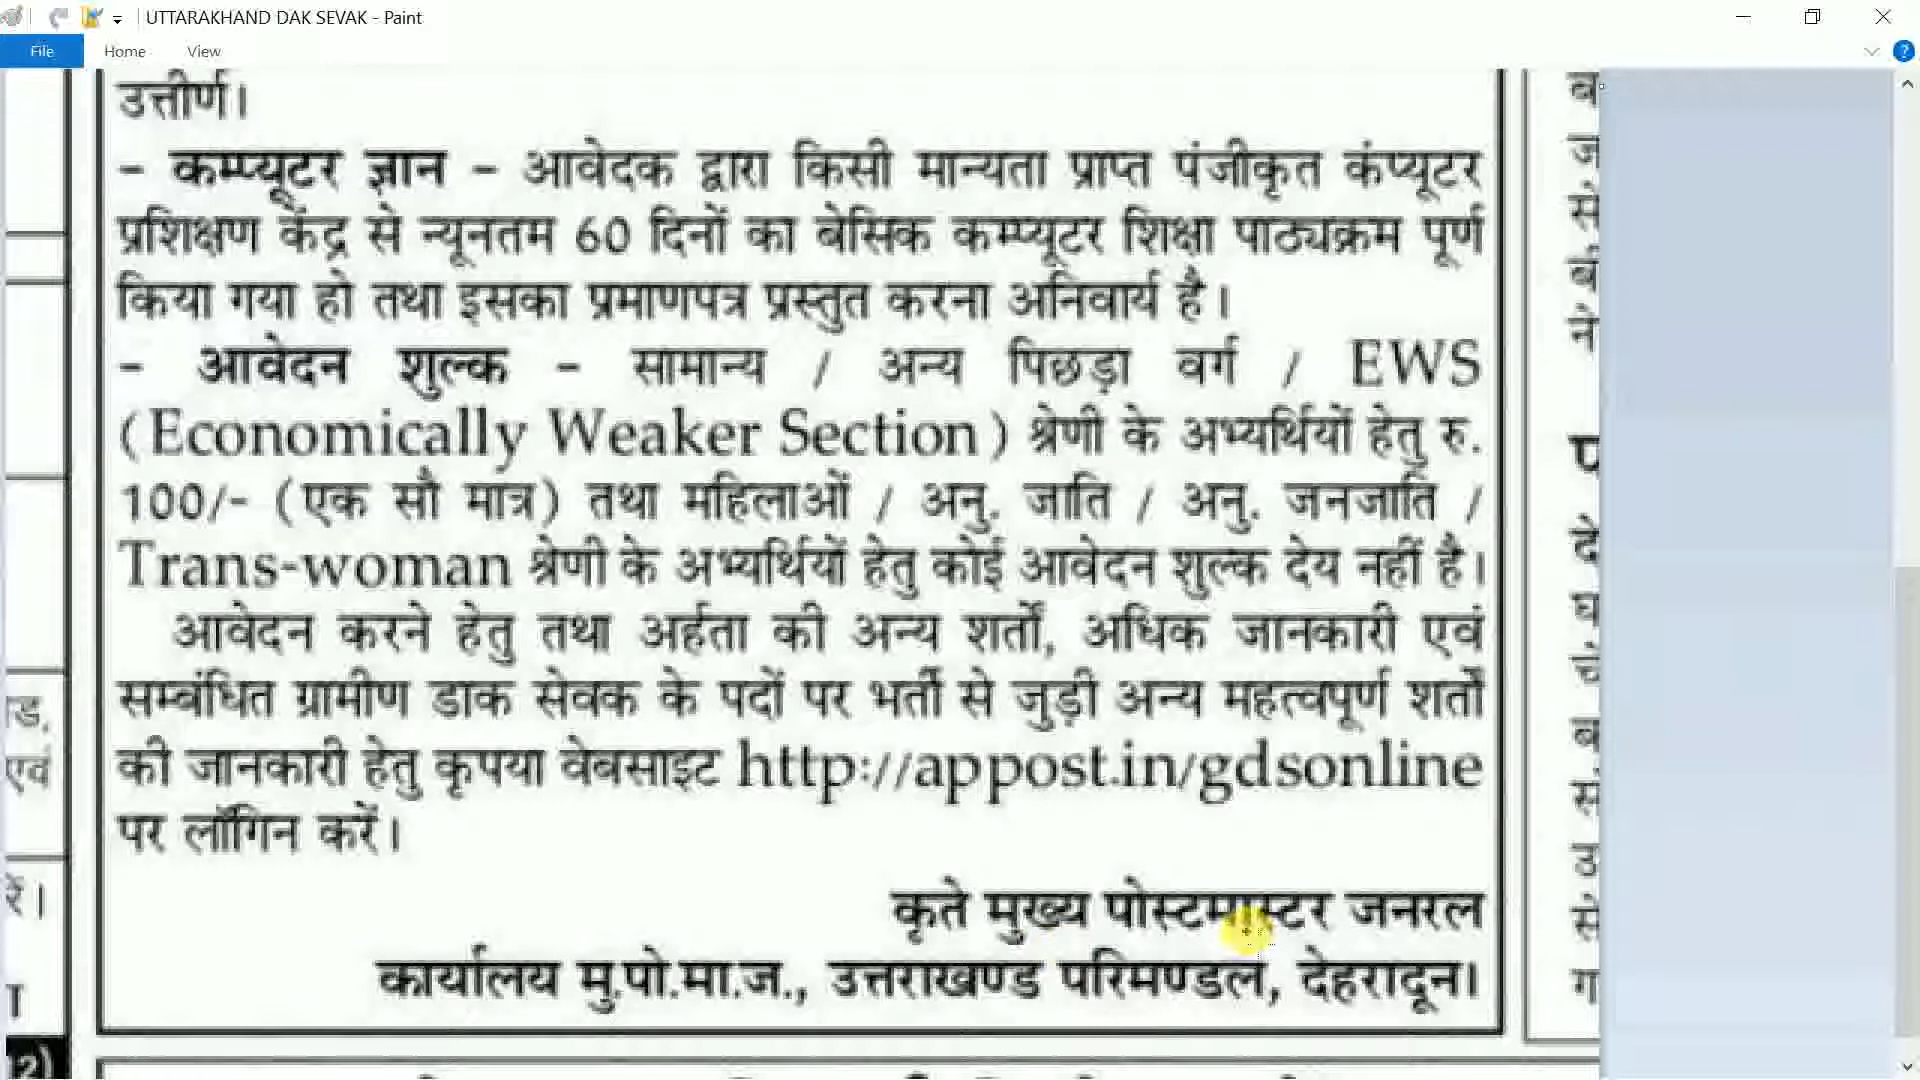 UTTARAKHAND DAK SEVAK - Paint
File Home View
उत्तीर्ण।
– कम्प्यूटर ज्ञान – आवेदक द्वारा किसी मान्यता प्राप्त पंजीकृत कंप्यूटर
प्रशिक्षण केंद्र से न्यूनतम 60 दिनों का बेसिक कम्प्यूटर शिक्षा पाठ्यक्रम पूर्ण
किया गया हो तथा इसका प्रमाणपत्र प्रस्तुत करना अनिवार्य है।
– आवेदन शुल्क – सामान्य / अन्य पिछड़ा वर्ग / EWS
(Economically Weaker Section) श्रेणी के अभ्यर्थियों हेतु रु.
100/- (एक सौ मात्र) तथा महिलाओं / अनु. जाति / अनु. जनजाति /
Trans-woman श्रेणी के अभ्यर्थियों हेतु कोई आवेदन शुल्क देय नहीं है।
आवेदन करने हेतु तथा अर्हता की अन्य शर्तों, अधिक जानकारी एवं
सम्बंधित ग्रामीण डाक सेवक के पदों पर भर्ती से जुड़ी अन्य महत्वपूर्ण शर्तों
की जानकारी हेतु कृपया वेबसाइट http://appost.in/gdsonline
पर लॉगिन करें।
कृते मुख्य पोस्टमास्टर जनरल
कार्यालय मु.पो.मा.ज., उत्तराखण्ड परिमण्डल, देहरादून।